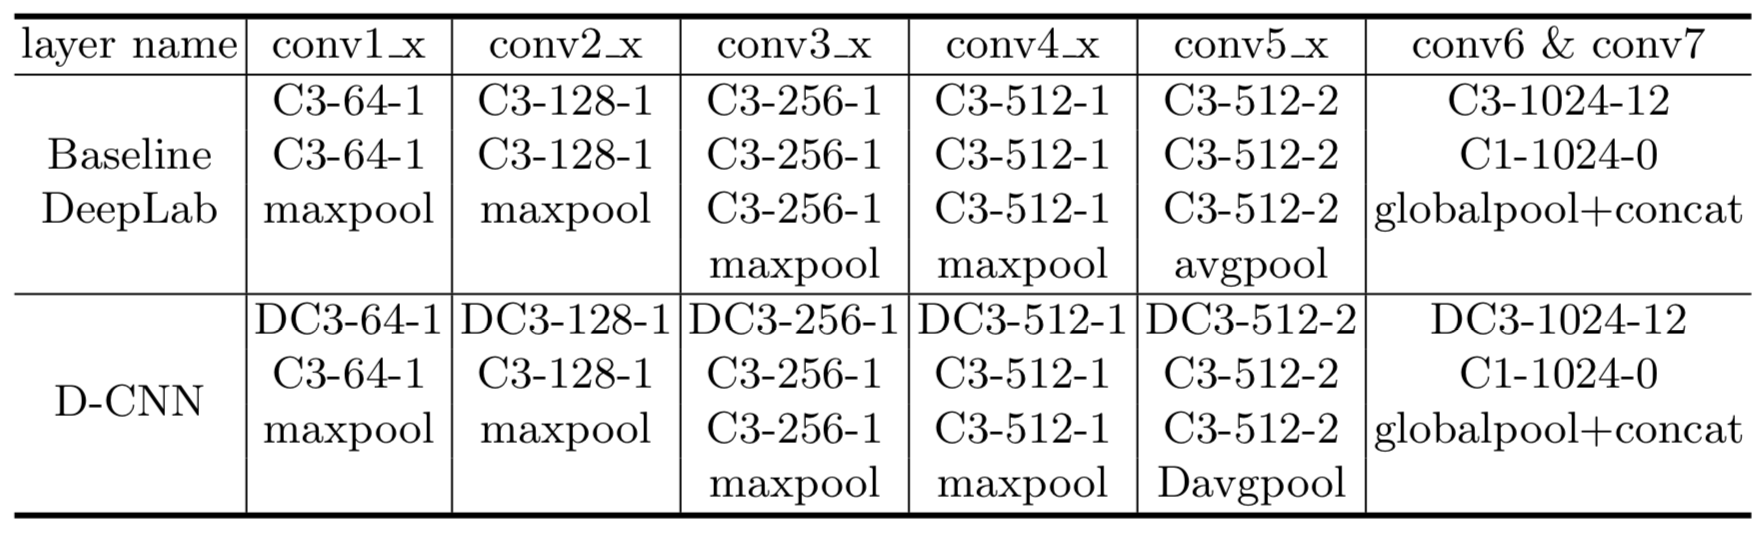 layer name conv1_x conv2_x conv3_x conv4_x conv5_x conv6 & conv7
C3-64-1 C3-128-1 C3-256-1 C3-512-1 C3-512-2 C3-1024-12
Baseline C3-64-1 C3-128-1 C3-256-1 C3-512-1 C3-512-2 C1-1024-0
DeepLab maxpool maxpool C3-256-1 C3-512-1 C3-512-2 globalpool+concat
maxpool maxpool avgpool
DC3-64-1 DC3-128-1 DC3-256-1 DC3-512-1 DC3-512-2 DC3-1024-12
C3-64-1 C3-128-1 C3-256-1 C3-512-1 C3-512-2 C1-1024-0
D-CNN
maxpool maxpool C3-256-1 C3-512-1 C3-512-2 globalpool+concat
maxpool maxpool Davgpool